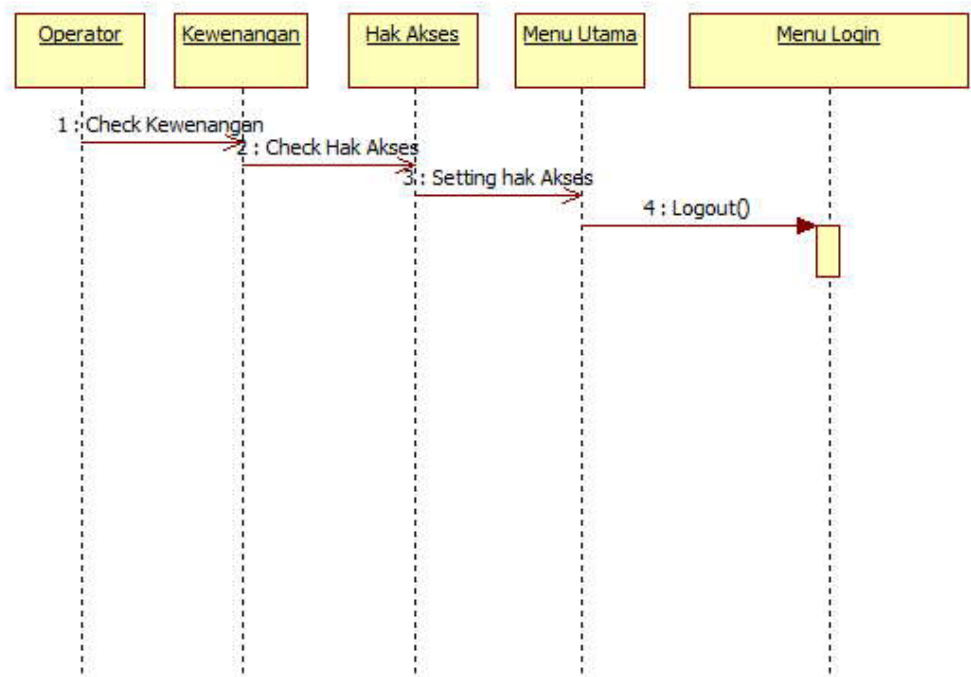 Operator
Kewenangan
Hak Akses
Menu Utama
Menu Login
1 : Check Kewenangan
2 : Check Hak Akses
3 : Setting hak Akses
4 : Logout()